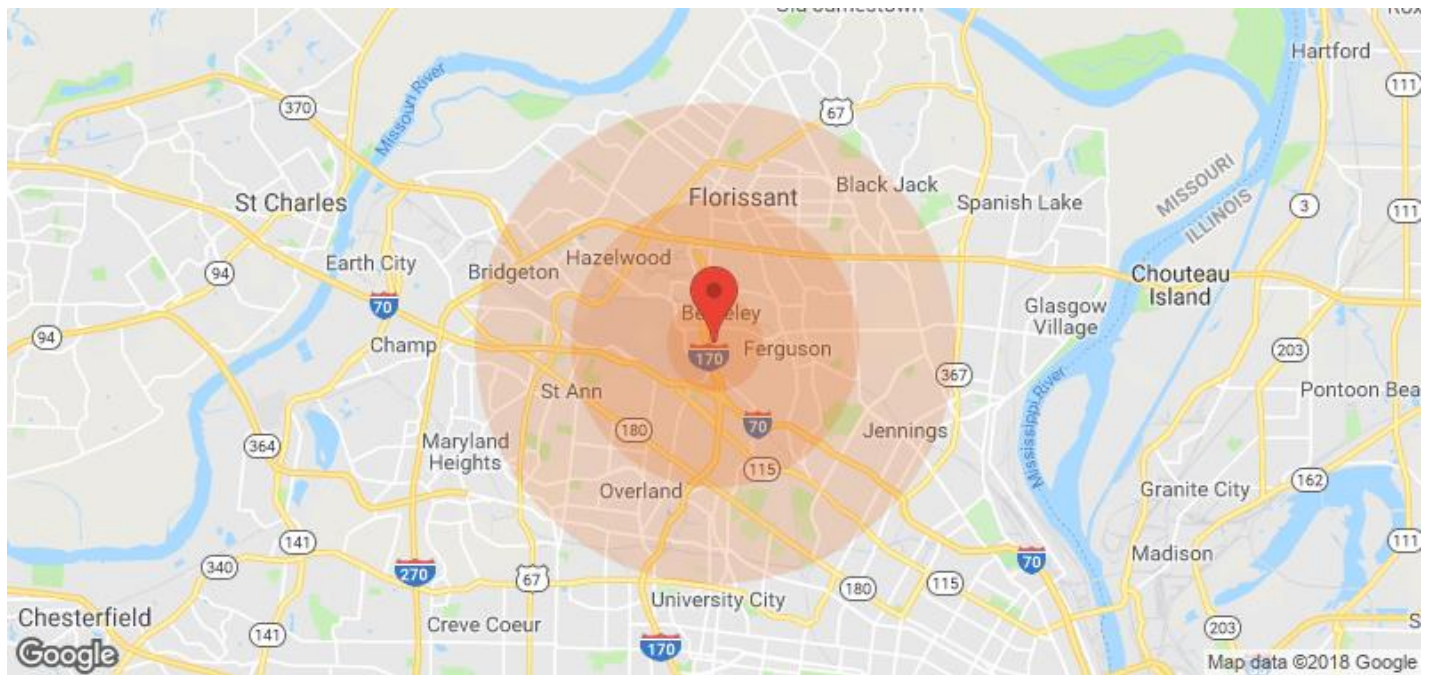 Hartford
111
370
67
Missouri River
MISSOURI
ILLINOIS
Black Jack
Florissant
St Charles
Spanish Lake
3
111
Hazelwood
Earth City
Bridgeton
94
70
Chouteau
Island
Berkeley
Glasgow
Village
94
Champ
Ferguson
170
203
367
St Ann
Pontoon Bea
70
180
Jennings
Mississippi River
Maryland
Heights
364
115
Overland
Granite City
162
141
111
Madison
340
270
67
70
180
115
University City
Chesterfield
141
Creve Coeur
203
S
170
Google
Map data ©2018 Google